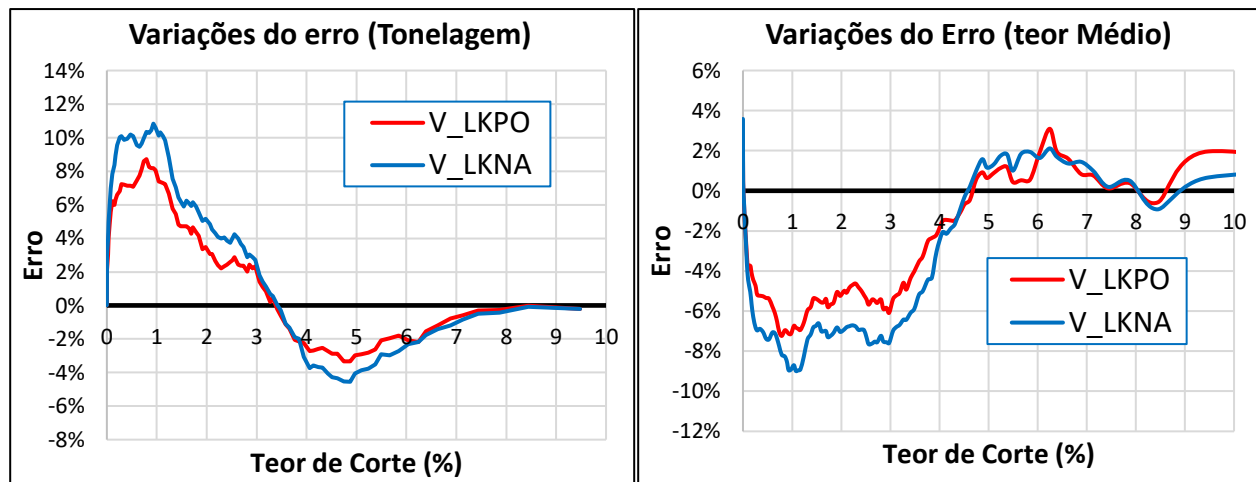 Variações do erro (Tonelagem)
14%
12%
10%
8%
6%
4%
2%
0%
-2%
-4%
-6%
-8%
0 1 2 3 4 5 6 7 8 9 10
Erro
Teor de Corte (%)
V_LKPO
V_LKNA
Variações do Erro (teor Médio)
6%
4%
2%
0%
-2%
-4%
-6%
-8%
-10%
-12%
0 1 2 3 4 5 6 7 8 9 10
Erro
Teor de Corte (%)
V_LKPO
V_LKNA